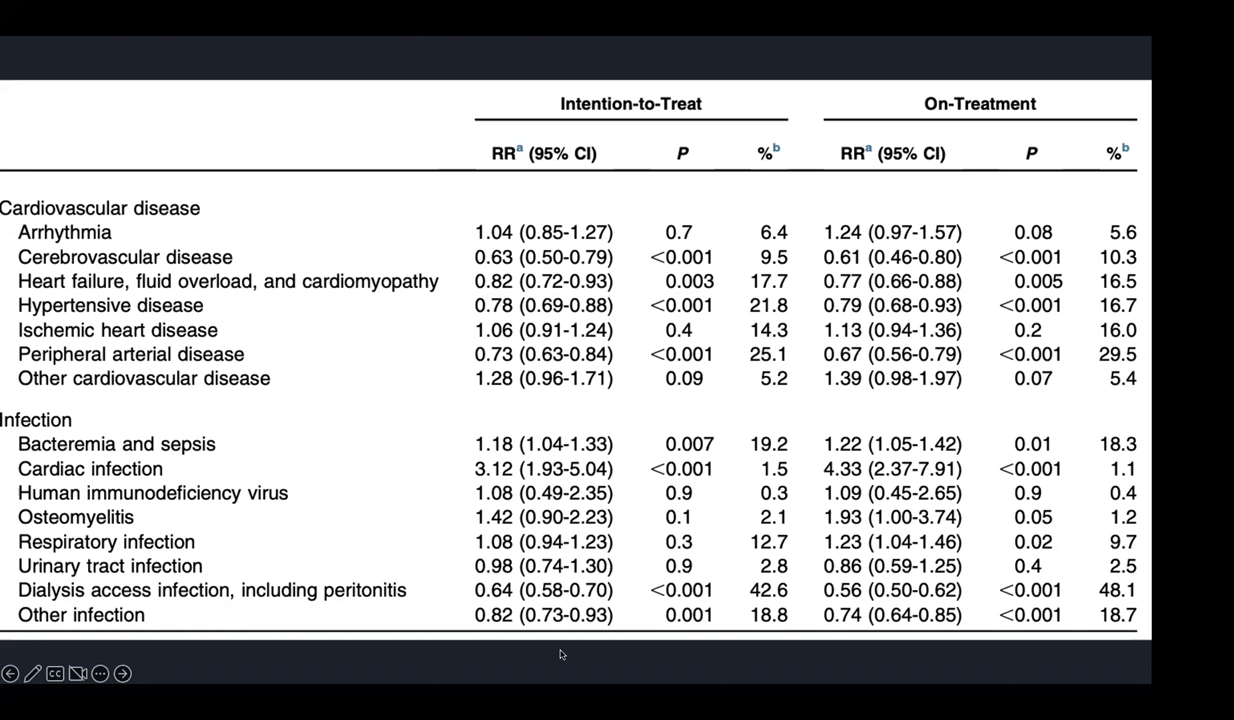 Intention-to-Treat On-Treatment
RRa (95% CI) P %b RRa (95% CI) P %b
Cardiovascular disease
Arrhythmia 1.04 (0.85-1.27) 0.7 6.4 1.24 (0.97-1.57) 0.08 5.6
Cerebrovascular disease 0.63 (0.50-0.79) <0.001 9.5 0.61 (0.46-0.80) <0.001 10.3
Heart failure, fluid overload, and cardiomyopathy 0.82 (0.72-0.93) 0.003 17.7 0.77 (0.66-0.88) 0.005 16.5
Hypertensive disease 0.78 (0.69-0.88) <0.001 21.8 0.79 (0.68-0.93) <0.001 16.7
Ischemic heart disease 1.06 (0.91-1.24) 0.4 14.3 1.13 (0.94-1.36) 0.2 16.0
Peripheral arterial disease 0.73 (0.63-0.84) <0.001 25.1 0.67 (0.56-0.79) <0.001 29.5
Other cardiovascular disease 1.28 (0.96-1.71) 0.09 5.2 1.39 (0.98-1.97) 0.07 5.4
Infection
Bacteremia and sepsis 1.18 (1.04-1.33) 0.007 19.2 1.22 (1.05-1.42) 0.01 18.3
Cardiac infection 3.12 (1.93-5.04) <0.001 1.5 4.33 (2.37-7.91) <0.001 1.1
Human immunodeficiency virus 1.08 (0.49-2.35) 0.9 0.3 1.09 (0.45-2.65) 0.9 0.4
Osteomyelitis 1.42 (0.90-2.23) 0.1 2.1 1.93 (1.00-3.74) 0.05 1.2
Respiratory infection 1.08 (0.94-1.23) 0.3 12.7 1.23 (1.04-1.46) 0.02 9.7
Urinary tract infection 0.98 (0.74-1.30) 0.9 2.8 0.86 (0.59-1.25) 0.4 2.5
Dialysis access infection, including peritonitis 0.64 (0.58-0.70) <0.001 42.6 0.56 (0.50-0.62) <0.001 48.1
Other infection 0.82 (0.73-0.93) 0.001 18.8 0.74 (0.64-0.85) <0.001 18.7
CC